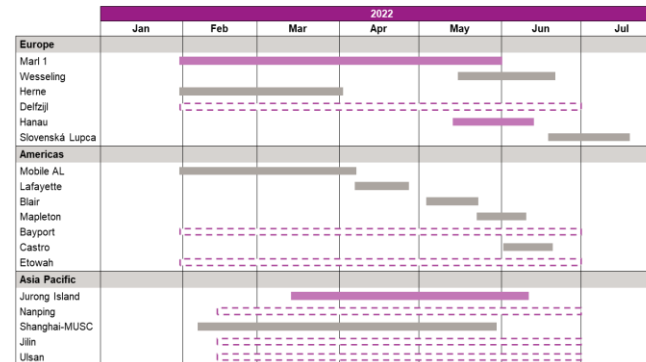 2022
Jan Feb Mar Apr May Jun Jul
Europe
Marl 1
Wesseling
Herne
Delfzijl
Hanau
Slovenská Lupca
Americas
Mobile AL
Lafayette
Blair
Mapleton
Bayport
Castro
Etowah
Asia Pacific
Jurong Island
Nanping
Shanghai-MUSC
Jilin
Ulsan